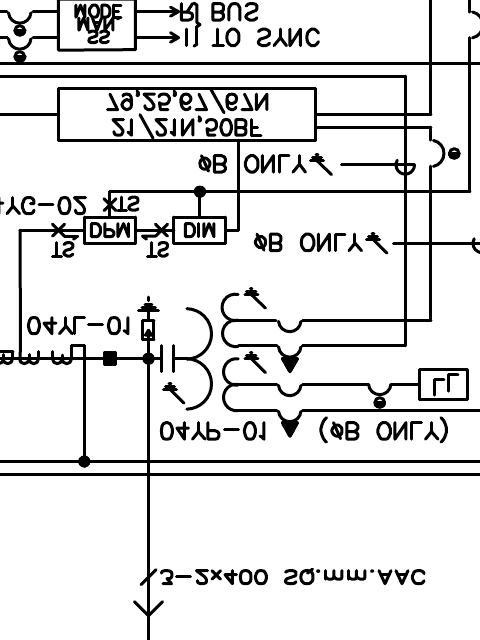 3-2x400 SQ.mm.AAC
04YP-01 (ØB ONLY)
LL
04YL-01
TS TS
ØB ONLY
DPM DIM
4YG-02 TS
ØB ONLY
21/21N,50BF
79,25,67/67N
SS
MAN
MODE
TO SYNC
BUS